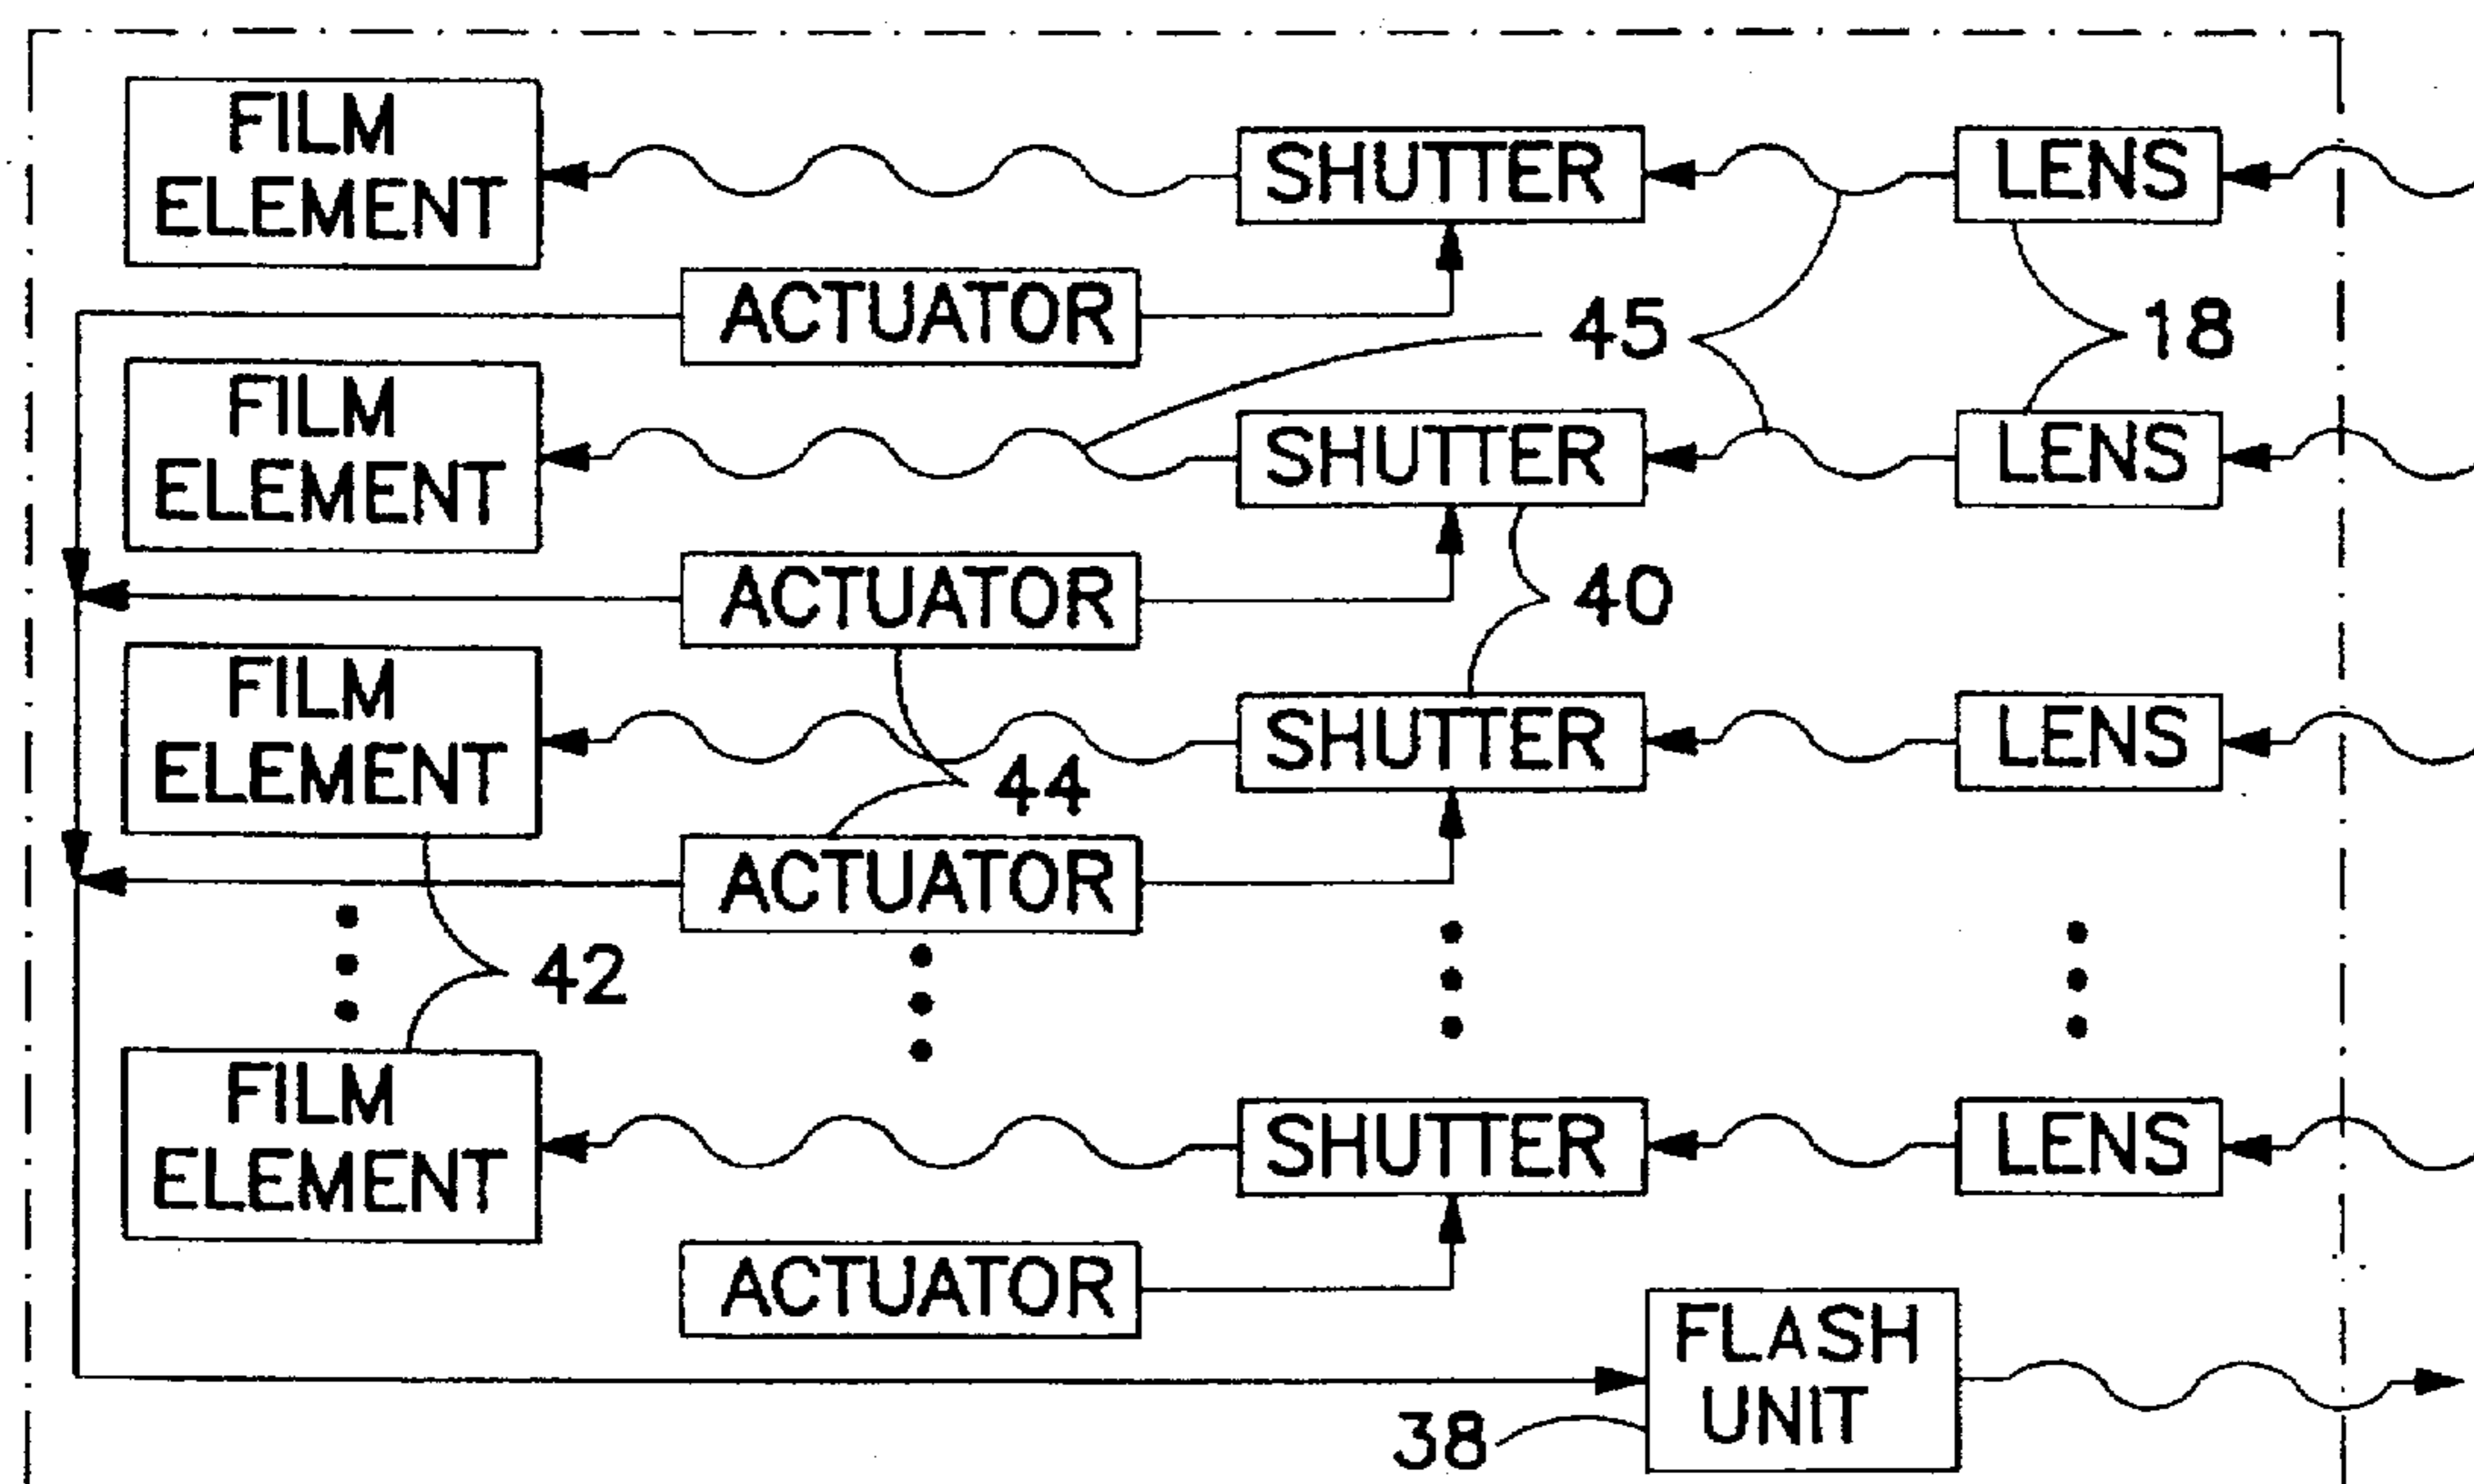 FILM
ELEMENT
SHUTTER
LENS
ACTUATOR
45
18
FILM
ELEMENT
SHUTTER
LENS
ACTUATOR
40
FILM
ELEMENT
SHUTTER
LENS
44
ACTUATOR
42
FILM
ELEMENT
SHUTTER
LENS
ACTUATOR
FLASH
UNIT
38